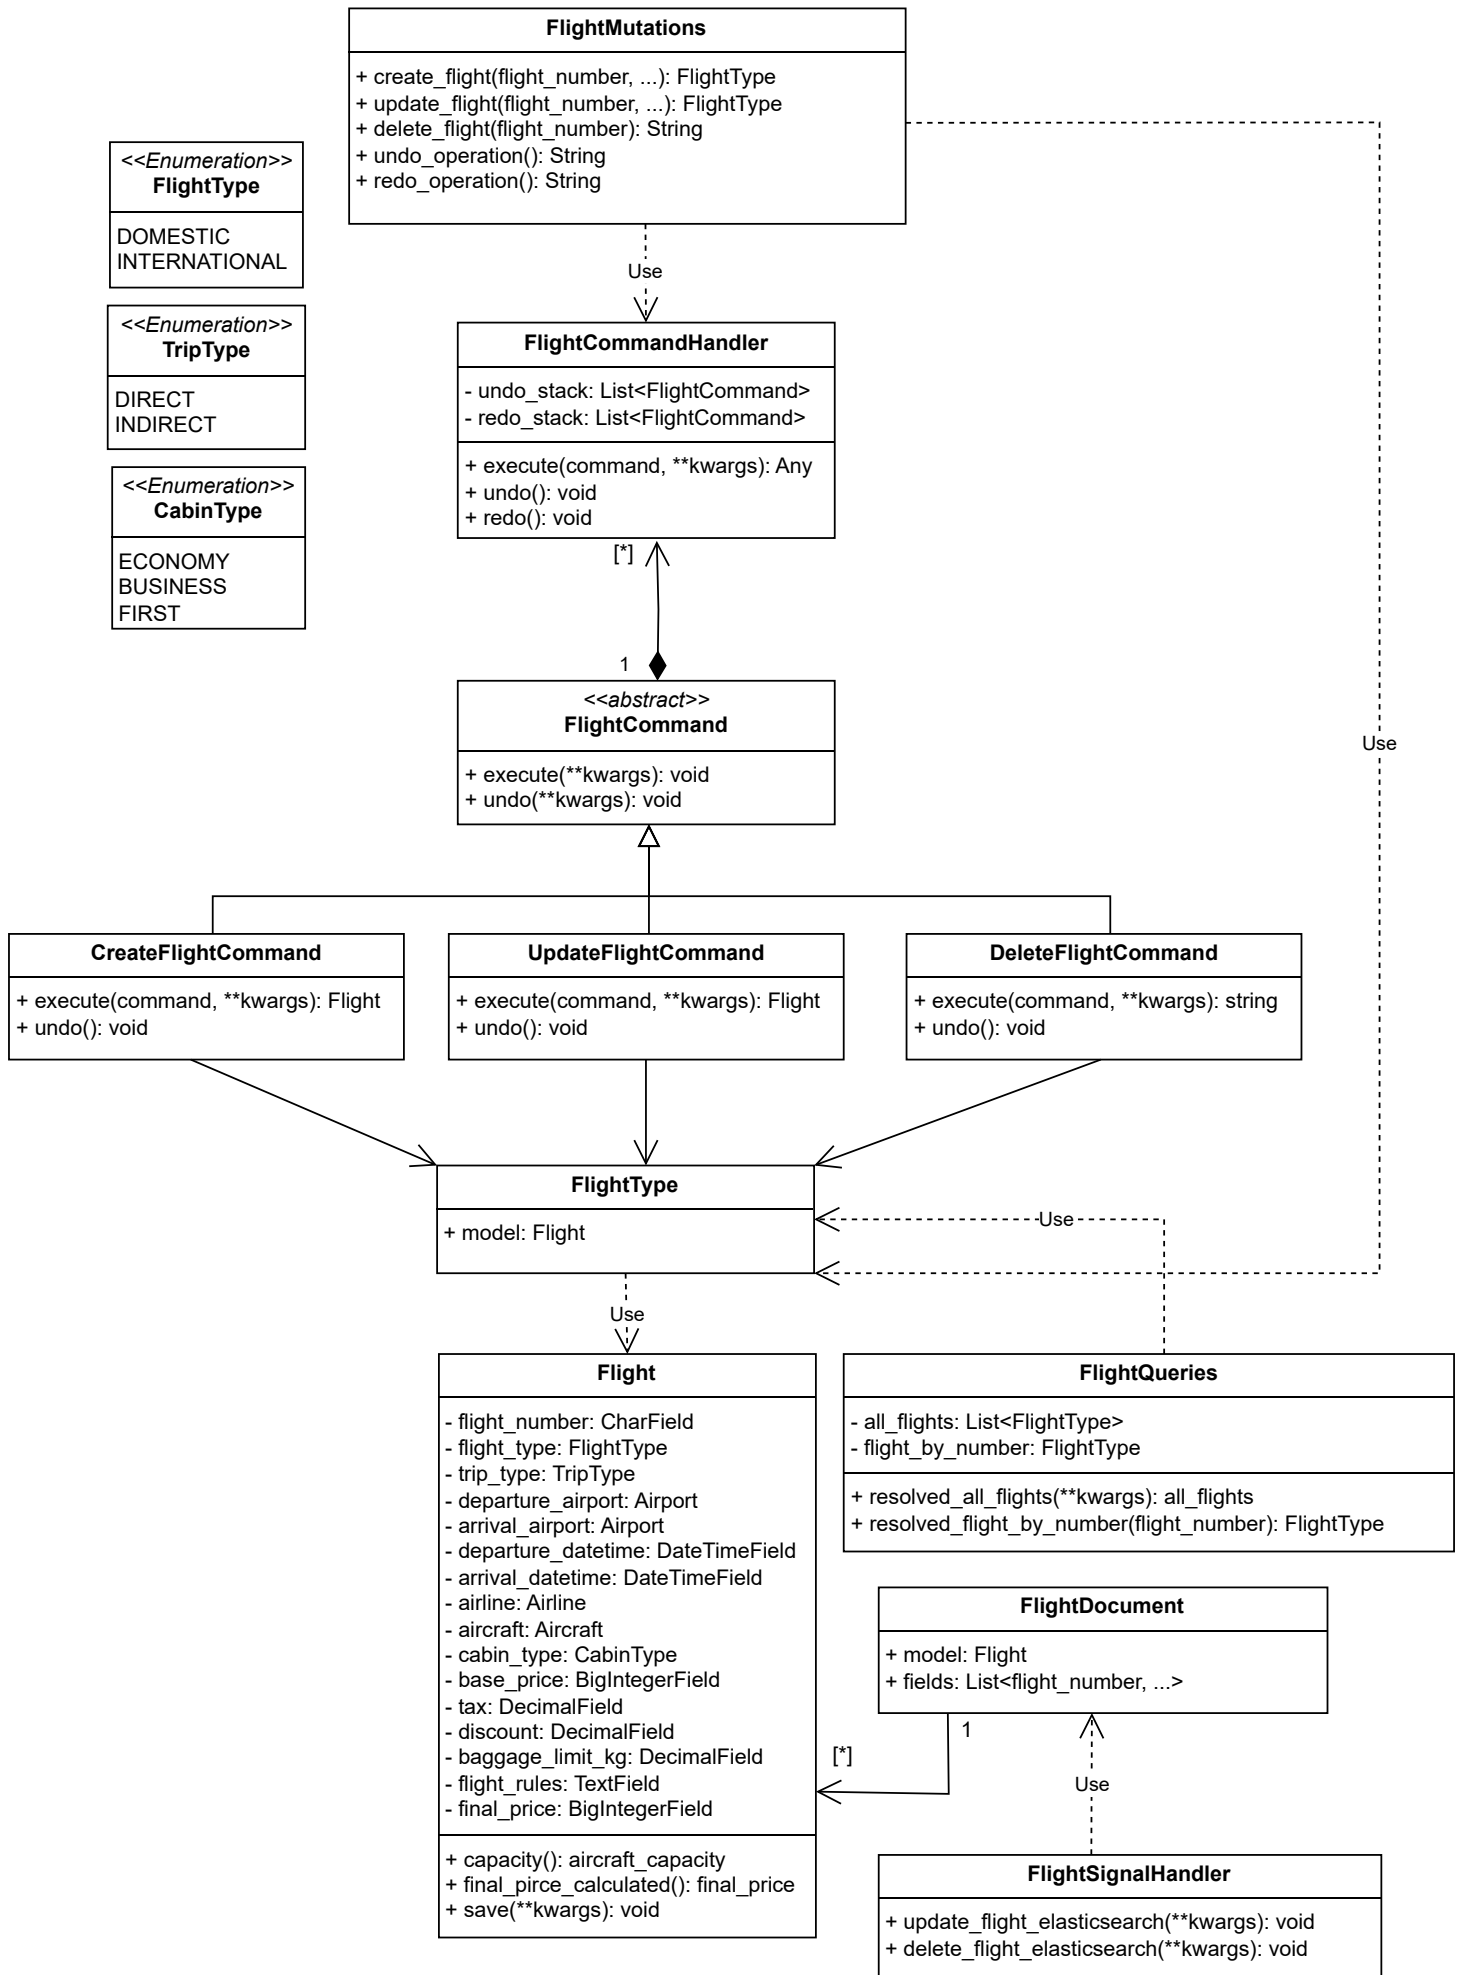 FlightMutations
+ create_flight(flight_number, ...): FlightType
+ update_flight(flight_number, ...): FlightType
+ delete_flight(flight_number): String
+ undo_operation(): String
+ redo_operation(): String
<<Enumeration>>
FlightType
DOMESTIC
INTERNATIONAL
Use
<<Enumeration>>
TripType
DIRECT
INDIRECT
FlightCommandHandler
- undo_stack: List<FlightCommand>
- redo_stack: List<FlightCommand>
+ execute(command, **kwargs): Any
+ undo(): void
+ redo(): void
<<Enumeration>>
CabinType
ECONOMY
BUSINESS
FIRST
[*]
1
<<abstract>>
FlightCommand
+ execute(**kwargs): void
+ undo(**kwargs): void
Use
CreateFlightCommand
+ execute(command, **kwargs): Flight
+ undo(): void
UpdateFlightCommand
+ execute(command, **kwargs): Flight
+ undo(): void
DeleteFlightCommand
+ execute(command, **kwargs): string
+ undo(): void
FlightType
+ model: Flight
Use
Use
Flight
- flight_number: CharField
- flight_type: FlightType
- trip_type: TripType
- departure_airport: Airport
- arrival_airport: Airport
- departure_datetime: DateTimeField
- arrival_datetime: DateTimeField
- airline: Airline
- aircraft: Aircraft
- cabin_type: CabinType
- base_price: BigIntegerField
- tax: DecimalField
- discount: DecimalField
- baggage_limit_kg: DecimalField
- flight_rules: TextField
- final_price: BigIntegerField
+ capacity(): aircraft_capacity
+ final_pirce_calculated(): final_price
+ save(**kwargs): void
FlightQueries
- all_flights: List<FlightType>
- flight_by_number: FlightType
+ resolved_all_flights(**kwargs): all_flights
+ resolved_flight_by_number(flight_number): FlightType
FlightDocument
+ model: Flight
+ fields: List<flight_number, ...>
1
[*]
Use
FlightSignalHandler
+ update_flight_elasticsearch(**kwargs): void
+ delete_flight_elasticsearch(**kwargs): void